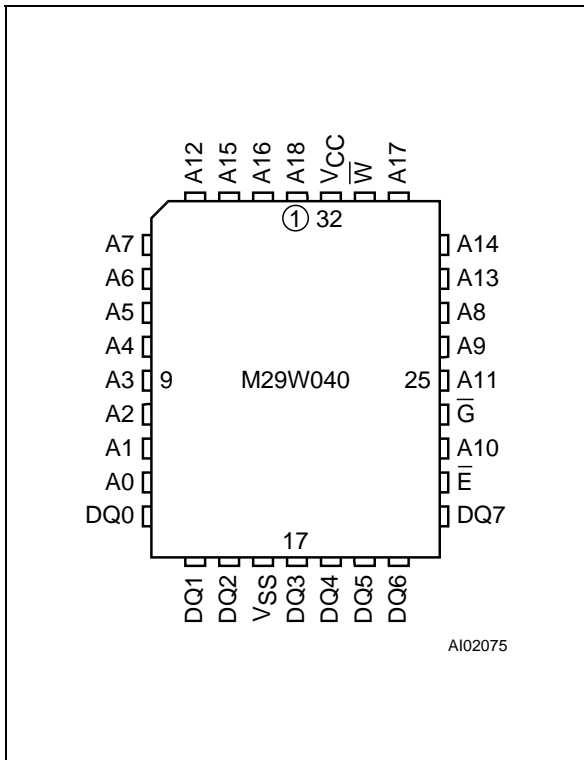 A12 A15 A16 A18 VCC W̅ A17
1 32
A7 A14
A6 A13
A5 A8
A4 A9
A3 9 M29W040 25 A11
A2 G̅
A1 A10
A0 E̅
DQ0 DQ7
17
DQ1 DQ2 VSS DQ3 DQ4 DQ5 DQ6
AI02075